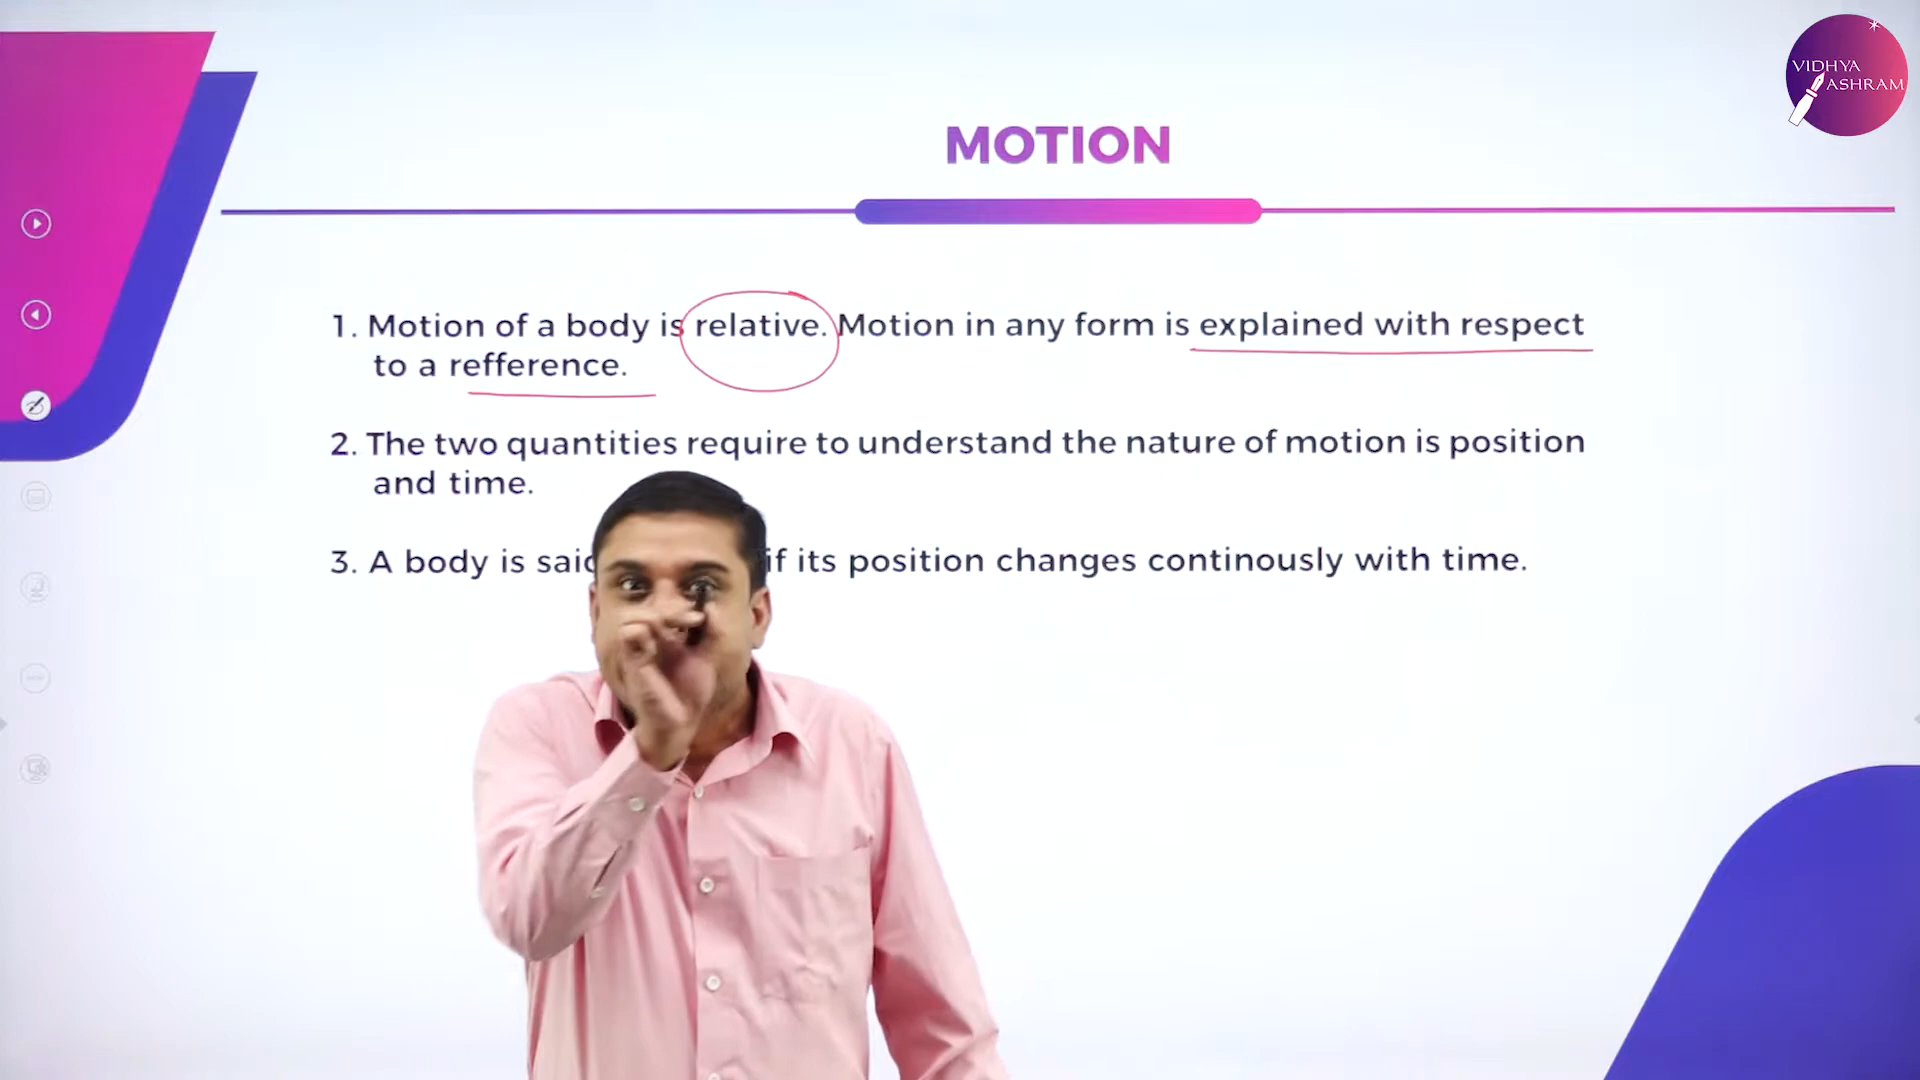 VIDHYA
ASHRAM
MOTION
1. Motion of a body is relative. Motion in any form is explained with respect
to a refference.
2. The two quantities require to understand the nature of motion is position
and time.
3. A body is said if its position changes continously with time.